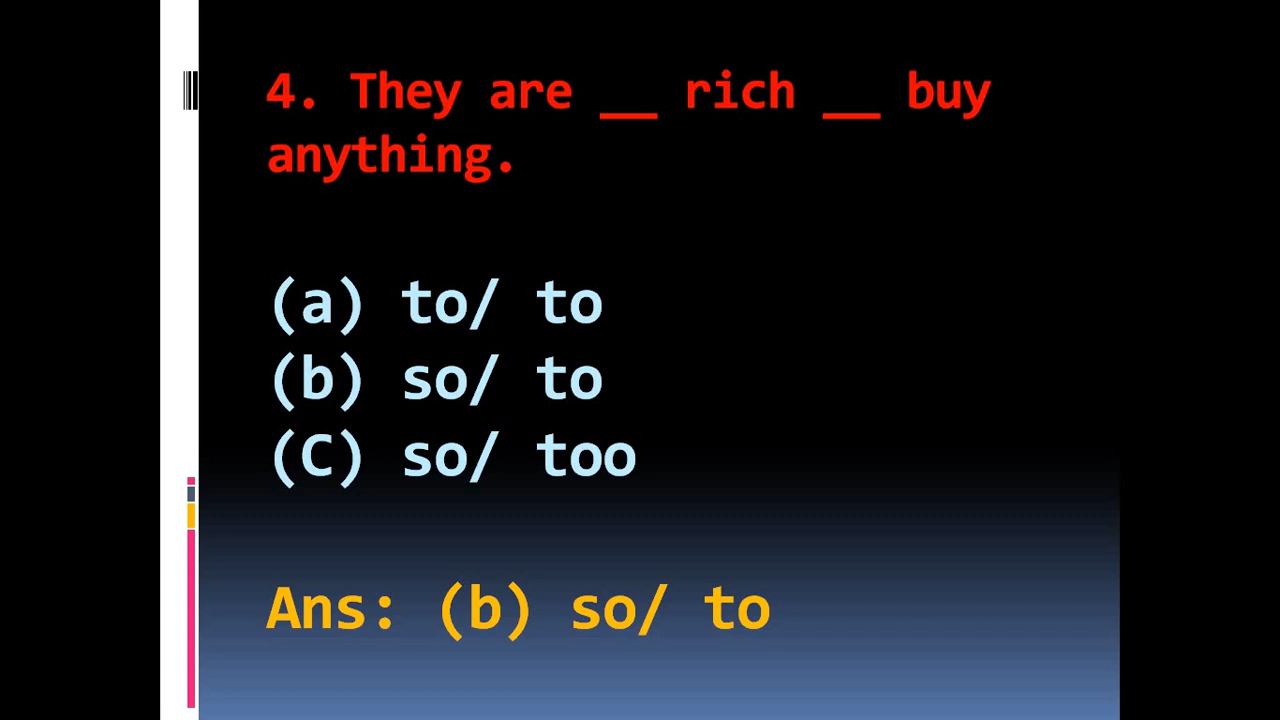 4. They are __ rich __ buy
anything.
(a) to/ to
(b) so/ to
(C) so/ too
Ans: (b) so/ to